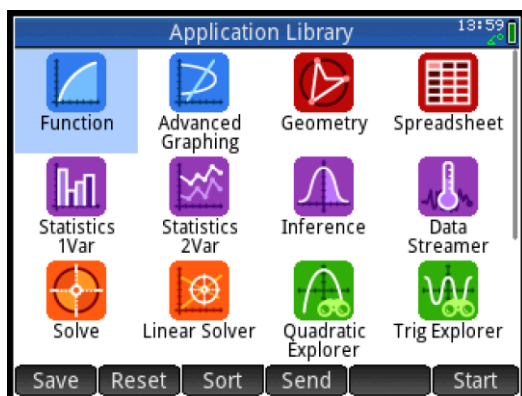 Application Library 13:59
Function
Advanced
Graphing
Geometry
Spreadsheet
Statistics
1Var
Statistics
2Var
Inference
Data
Streamer
Solve
Linear Solver
Quadratic
Explorer
Trig Explorer
Save Reset Sort Send Start